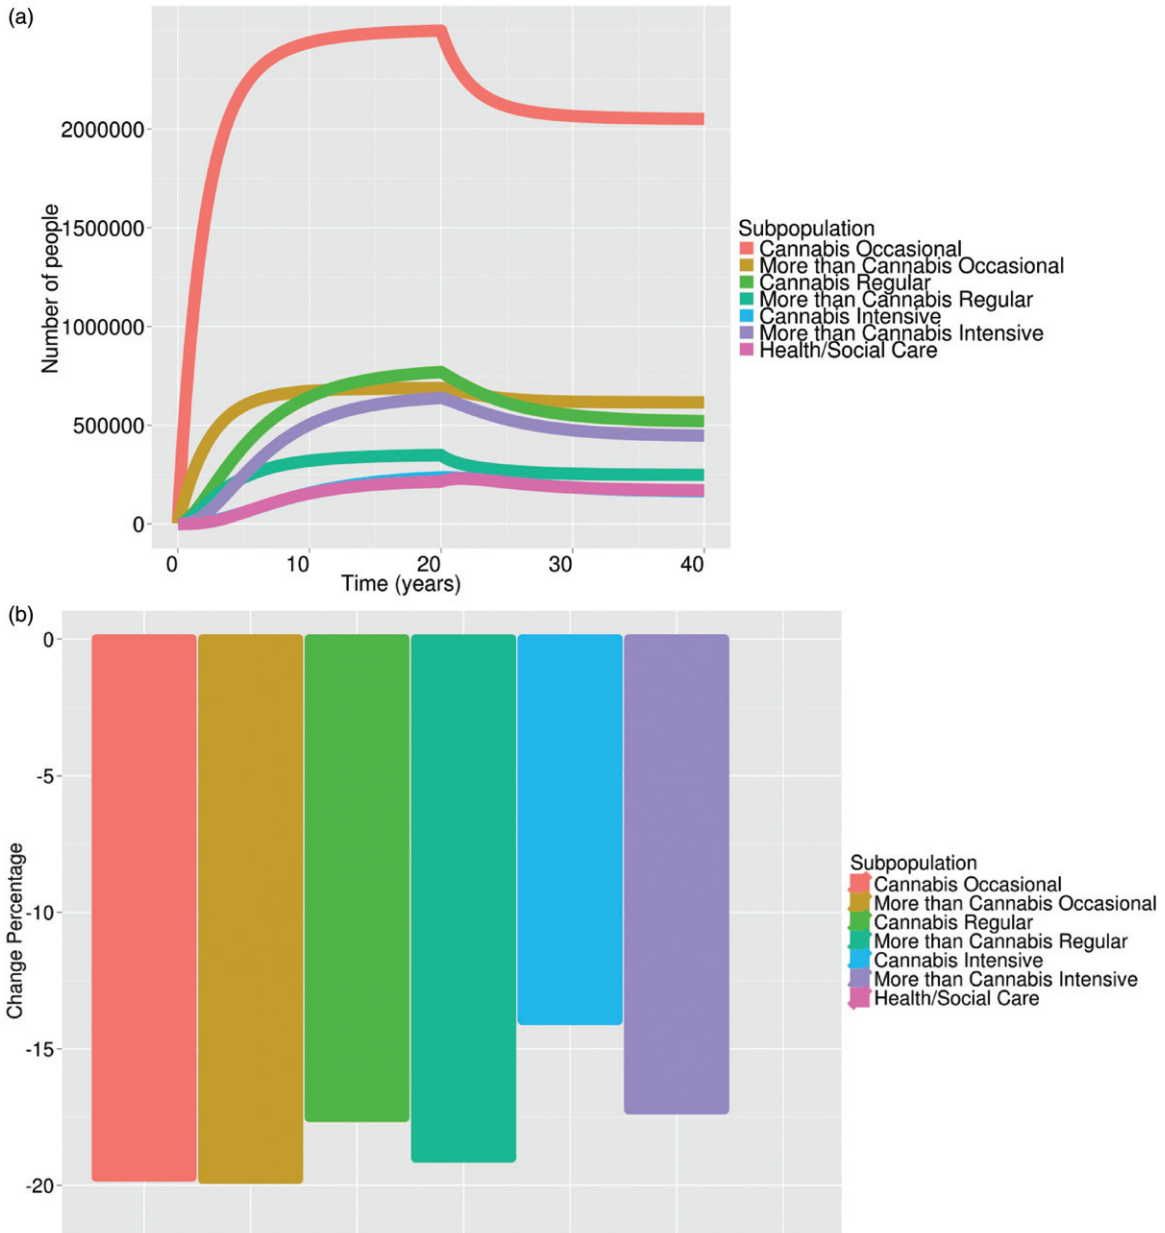 (a)
2000000
1500000
1000000
500000
0
Number of people
0 10 20 30 40
Time (years)
Subpopulation
Cannabis Occasional
More than Cannabis Occasional
Cannabis Regular
More than Cannabis Regular
Cannabis Intensive
More than Cannabis Intensive
Health/Social Care
(b)
0
-5
-10
-15
-20
Change Percentage
Subpopulation
Cannabis Occasional
More than Cannabis Occasional
Cannabis Regular
More than Cannabis Regular
Cannabis Intensive
More than Cannabis Intensive
Health/Social Care